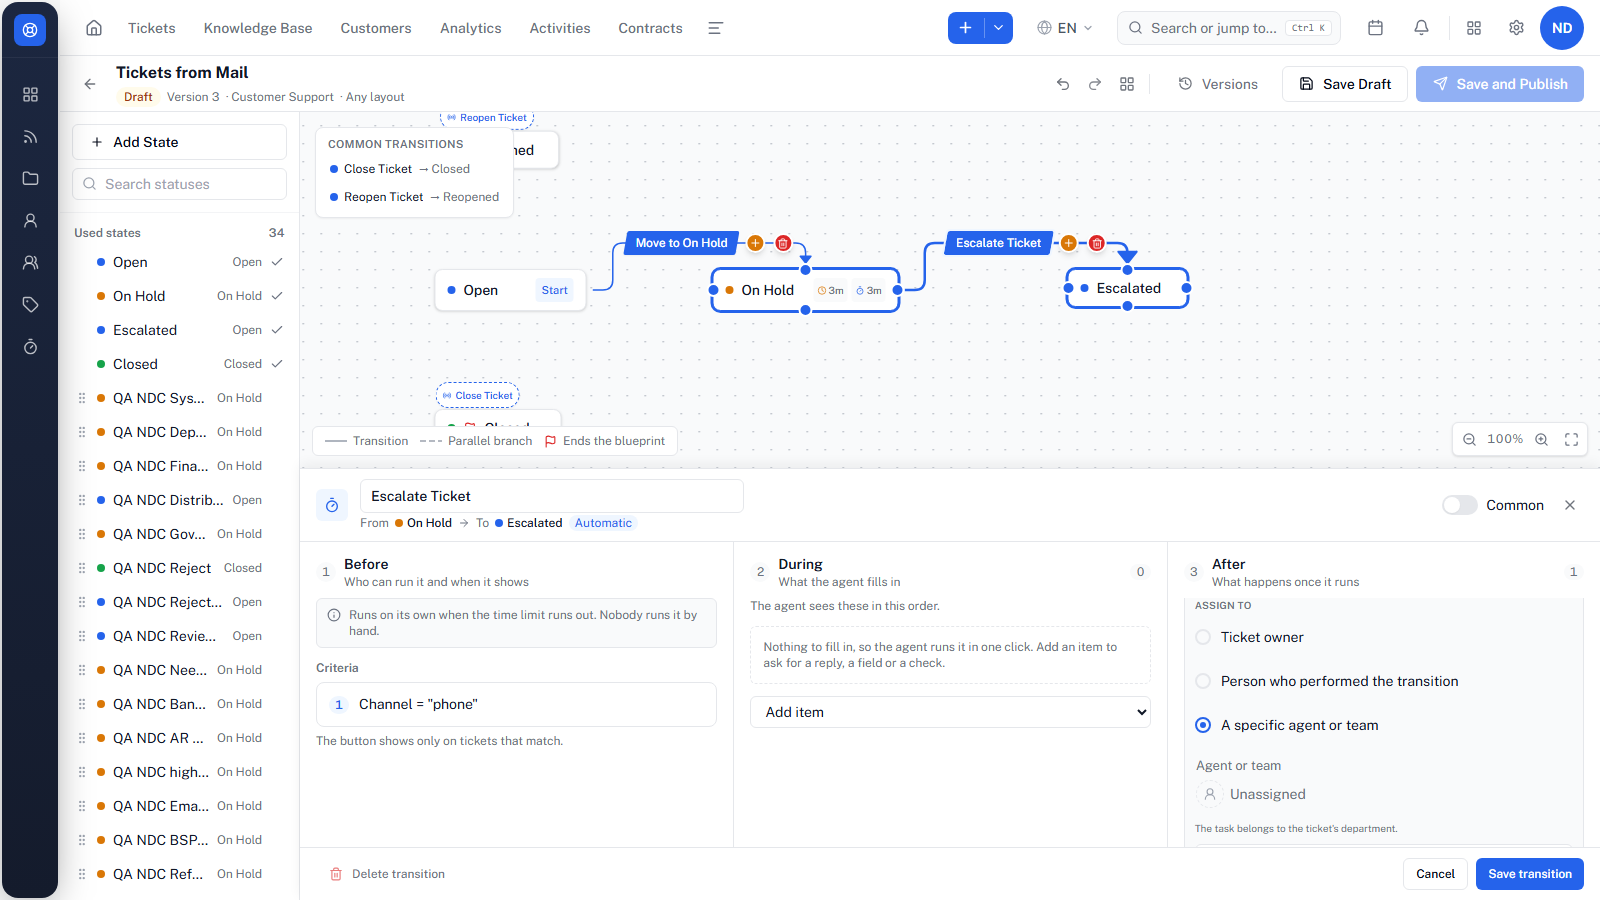 Tickets
Knowledge Base
Customers
Analytics
Activities
Contracts
EN
Search or jump to...
Ctrl K
ND
Tickets from Mail
Draft
Version 3 · Customer Support · Any layout
Versions
Save Draft
Save and Publish
Add State
Search statuses
Used states 34
Open Open
On Hold On Hold
Escalated Open
Closed Closed
QA NDC Sys... On Hold
QA NDC Dep... On Hold
QA NDC Fina... On Hold
QA NDC Distrib... Open
QA NDC Gov... On Hold
QA NDC Reject Closed
QA NDC Reject... Open
QA NDC Revie... Open
QA NDC Nee... On Hold
QA NDC Ban... On Hold
QA NDC AR ... On Hold
QA NDC high... On Hold
QA NDC Ema... On Hold
QA NDC BSP... On Hold
QA NDC Ref... On Hold
Reopen Ticket
COMMON TRANSITIONS
Close Ticket → Closed
Reopen Ticket → Reopened
Move to On Hold
Escalate Ticket
Open Start
On Hold 3m 3m
Escalated
Close Ticket
Transition
Parallel branch
Ends the blueprint
100%
Escalate Ticket
From On Hold → To Escalated Automatic
Common
1 Before
Who can run it and when it shows
Runs on its own when the time limit runs out. Nobody runs it by
hand.
Criteria
1 Channel = "phone"
The button shows only on tickets that match.
2 During 0
What the agent fills in
The agent sees these in this order.
Nothing to fill in, so the agent runs it in one click. Add an item to
ask for a reply, a field or a check.
Add item
3 After 1
What happens once it runs
ASSIGN TO
Ticket owner
Person who performed the transition
A specific agent or team
Agent or team
Unassigned
The task belongs to the ticket's department.
Delete transition
Cancel
Save transition